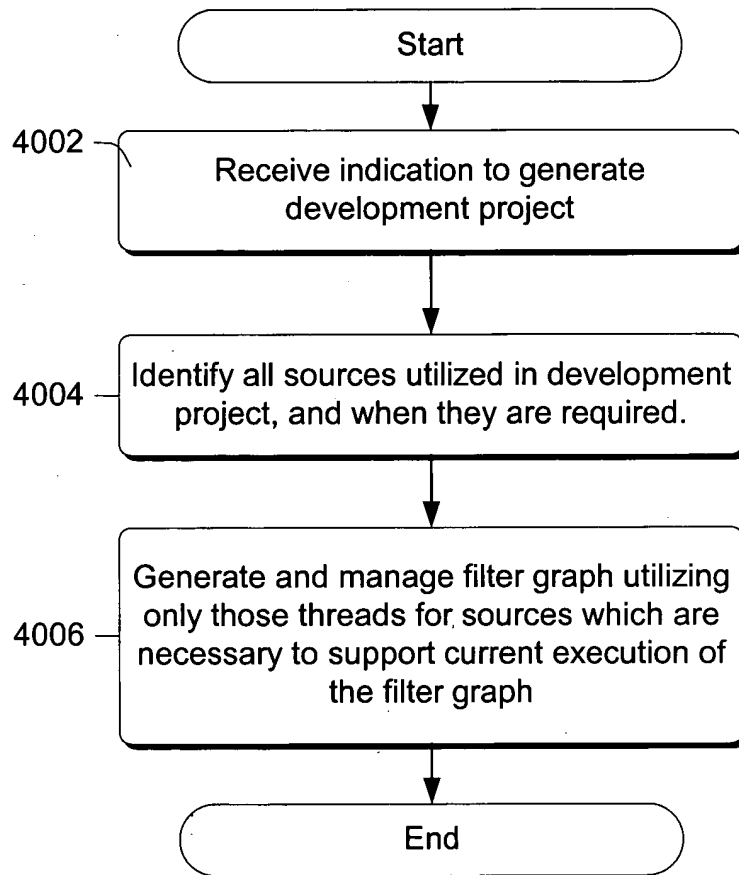 Start
4002
Receive indication to generate
development project
4004
Identify all sources utilized in development
project, and when they are required.
4006
Generate and manage filter graph utilizing
only those threads for sources which are
necessary to support current execution of
the filter graph
End